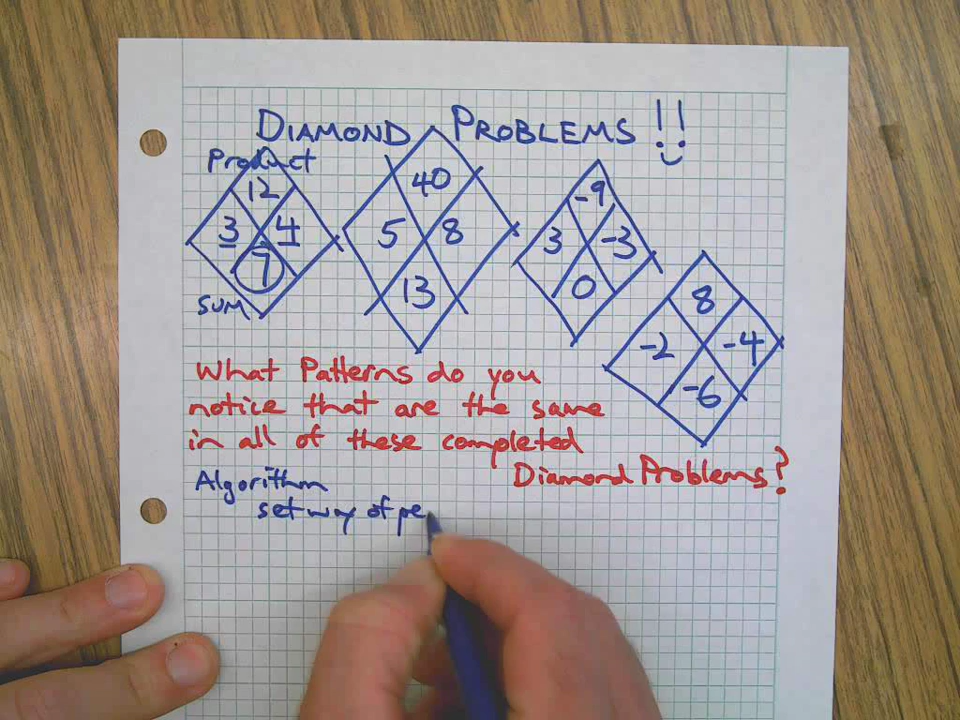 DIAMOND PROBLEMS !!
Product
12
3 4
7
SUM
40
5 8
13
-9
3 -3
0
8
-2 -4
-6
What Patterns do you
notice that are the same
in all of these completed
Diamond Problems?
Algorithm
set way of pe